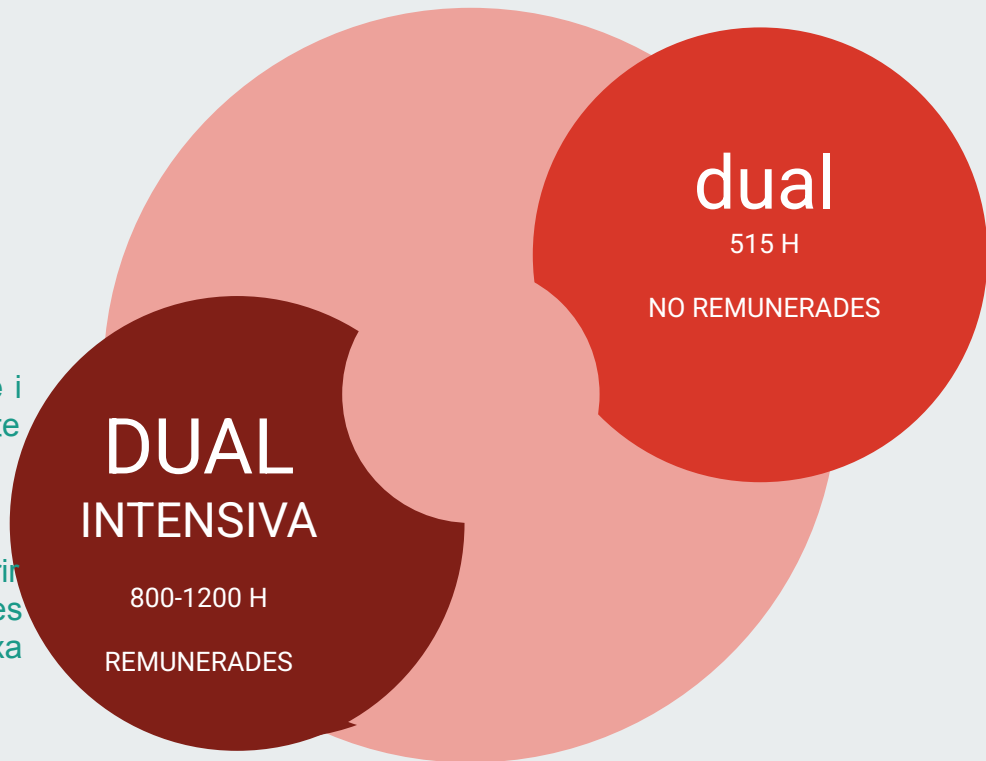 dual
515 H
NO REMUNERADES
i
DUAL
INTENSIVA
800-1200 H
REMUNERADES